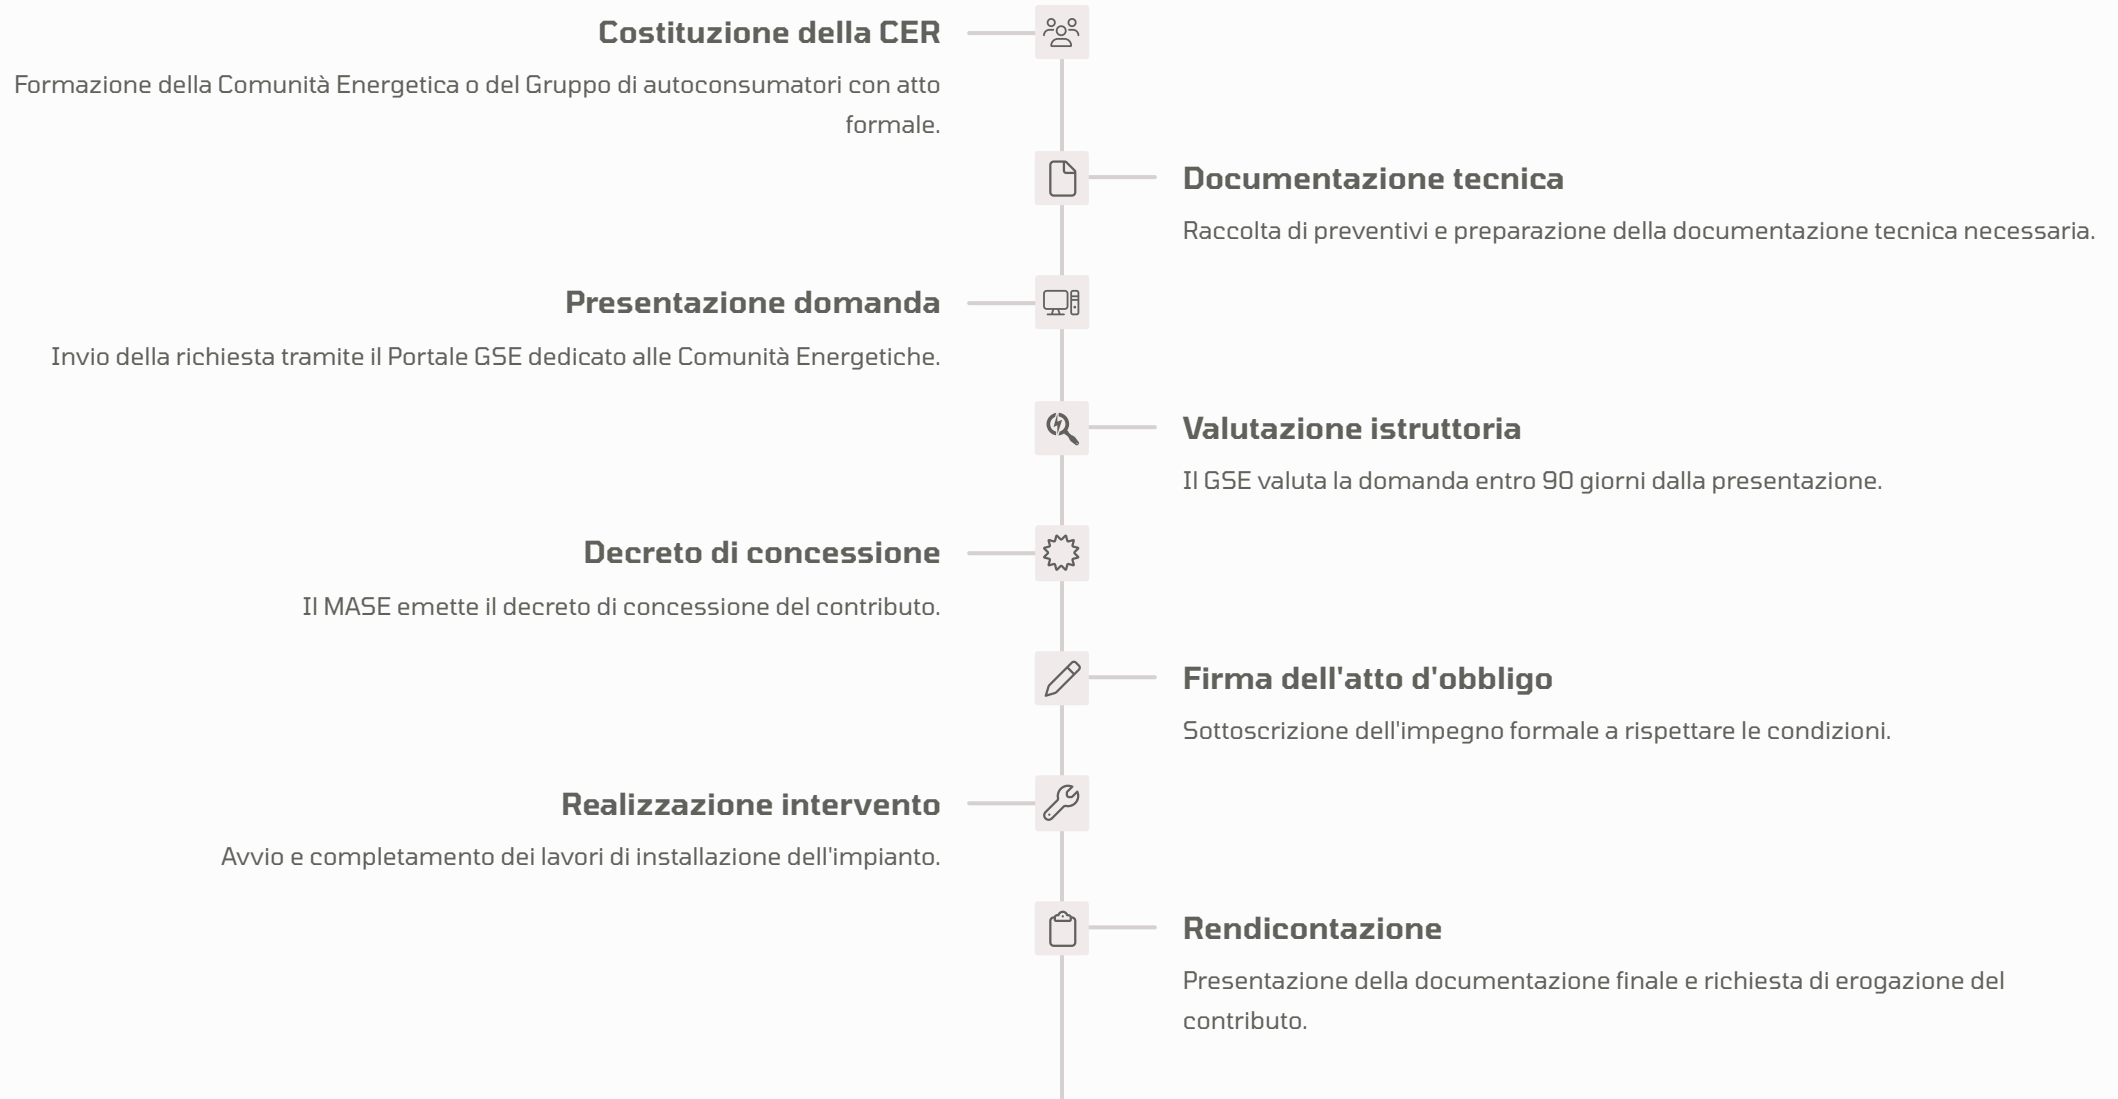 Costituzione della CER
Formazione della Comunità Energetica o del Gruppo di autoconsumatori con atto
formale.
Documentazione tecnica
Raccolta di preventivi e preparazione della documentazione tecnica necessaria.
Presentazione domanda
Invio della richiesta tramite il Portale GSE dedicato alle Comunità Energetiche.
Valutazione istruttoria
Il GSE valuta la domanda entro 90 giorni dalla presentazione.
Decreto di concessione
Il MASE emette il decreto di concessione del contributo.
Firma dell'atto d'obbligo
Sottoscrizione dell'impegno formale a rispettare le condizioni.
Realizzazione intervento
Avvio e completamento dei lavori di installazione dell'impianto.
Rendicontazione
Presentazione della documentazione finale e richiesta di erogazione del
contributo.